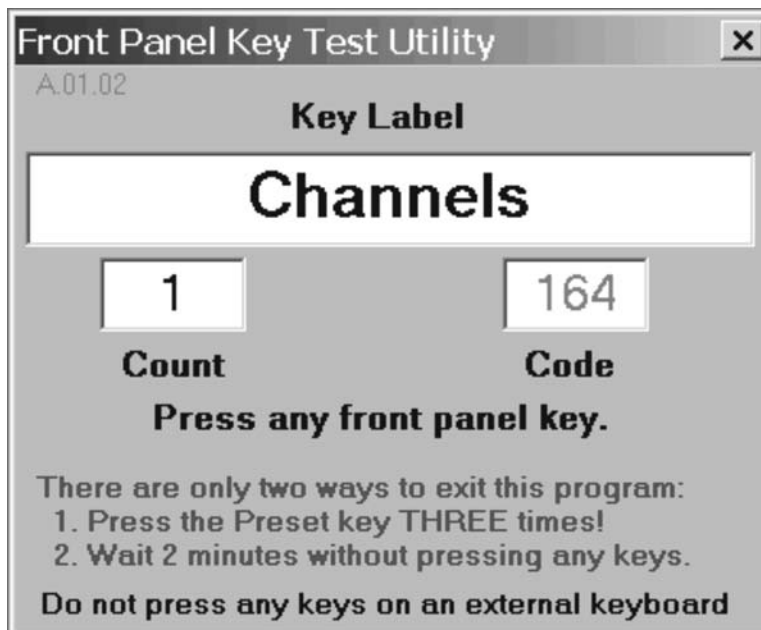 Front Panel Key Test Utility
A.01.02
Key Label
Channels
1 164
Count Code
Press any front panel key.
There are only two ways to exit this program:
1. Press the Preset key THREE times!
2. Wait 2 minutes without pressing any keys.
Do not press any keys on an external keyboard